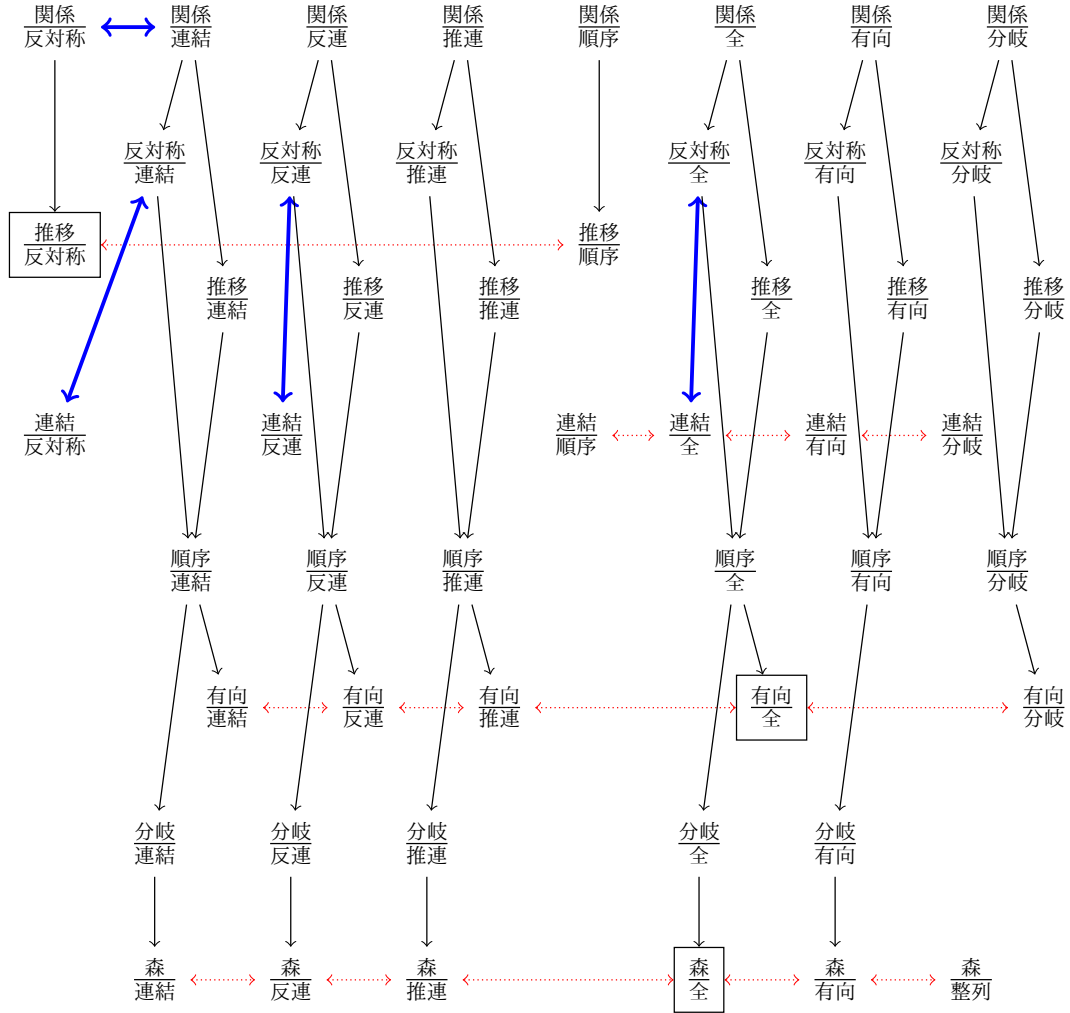 関係 関係 関係 関係 関係 関係 関係 関係
反対称 連結 反連 推連 順序 全 有向 分岐
反対称 反対称 反対称 反対称 反対称 反対称
連結 反連 推連 全 有向 分岐
推移 推移
反対称 順序
推移 推移 推移 推移 推移 推移
連結 反連 推連 全 有向 分岐
連結 連結 連結 連結 連結 連結
反対称 反連 順序 全 有向 分岐
順序 順序 順序 順序 順序 順序
連結 反連 推連 全 有向 分岐
有向 有向 有向 有向 有向
連結 反連 推連 全 分岐
分岐 分岐 分岐 分岐 分岐
連結 反連 推連 全 有向
森 森 森 森 森 森
連結 反連 推連 全 有向 整列